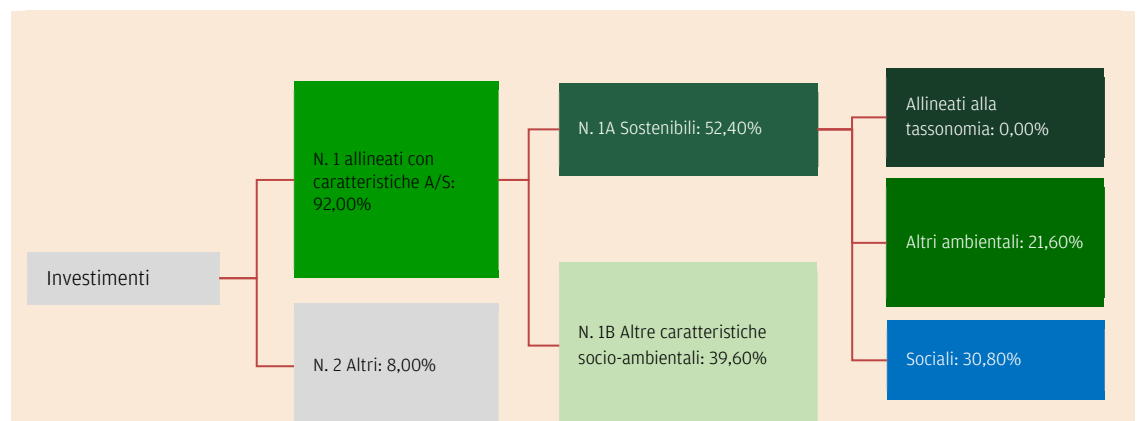 Investimenti
N. 1 allineati con
caratteristiche A/S:
92,00%
N. 2 Altri: 8,00%
N. 1A Sostenibili: 52,40%
N. 1B Altre caratteristiche
socio-ambientali: 39,60%
Allineati alla
tassonomia: 0,00%
Altri ambientali: 21,60%
Sociali: 30,80%